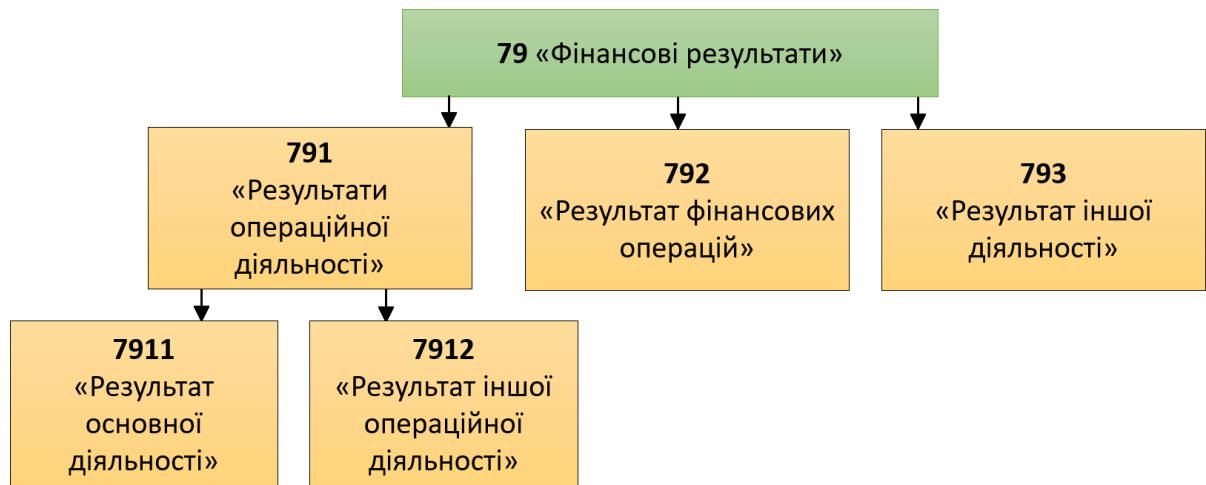 79 «Фінансові результати»
791
«Результати
операційної
діяльності»
792
«Результат фінансових
операцій»
793
«Результат іншої
діяльності»
7911
«Результат
основної
діяльності»
7912
«Результат іншої
операційної
діяльності»